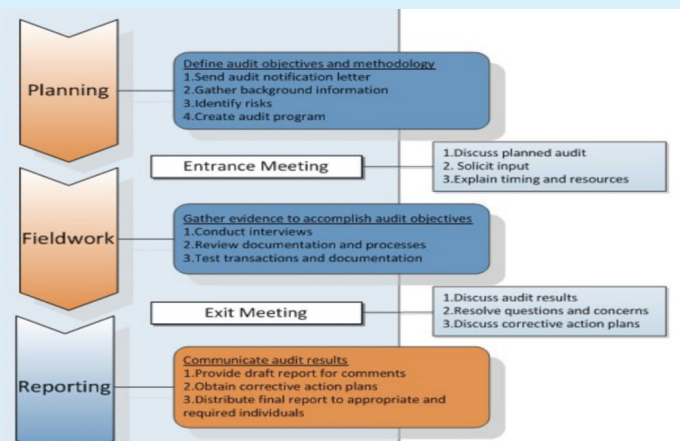 Planning
Define audit objectives and methodology
1.Send audit notification letter
2.Gather background information
3.Identify risks
4.Create audit program
Entrance Meeting
1.Discuss planned audit
2. Solicit input
3.Explain timing and resources
Fieldwork
Gather evidence to accomplish audit objectives
1.Conduct interviews
2.Review documentation and processes
3.Test transactions and documentation
Exit Meeting
1.Discuss audit results
2.Resolve questions and concerns
3.Discuss corrective action plans
Reporting
Communicate audit results
1.Provide draft report for comments
2.Obtain corrective action plans
3.Distribute final report to appropriate and
required individuals